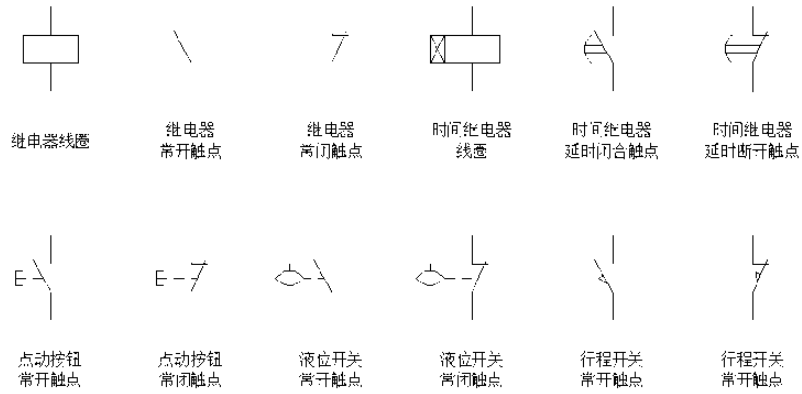 继电器线圈
继电器
常开触点
继电器
常闭触点
时间继电器
线圈
时间继电器
延时闭合触点
时间继电器
延时断开触点
点动按钮
常开触点
点动按钮
常闭触点
液位开关
常开触点
液位开关
常闭触点
行程开关
常开触点
行程开关
常开触点